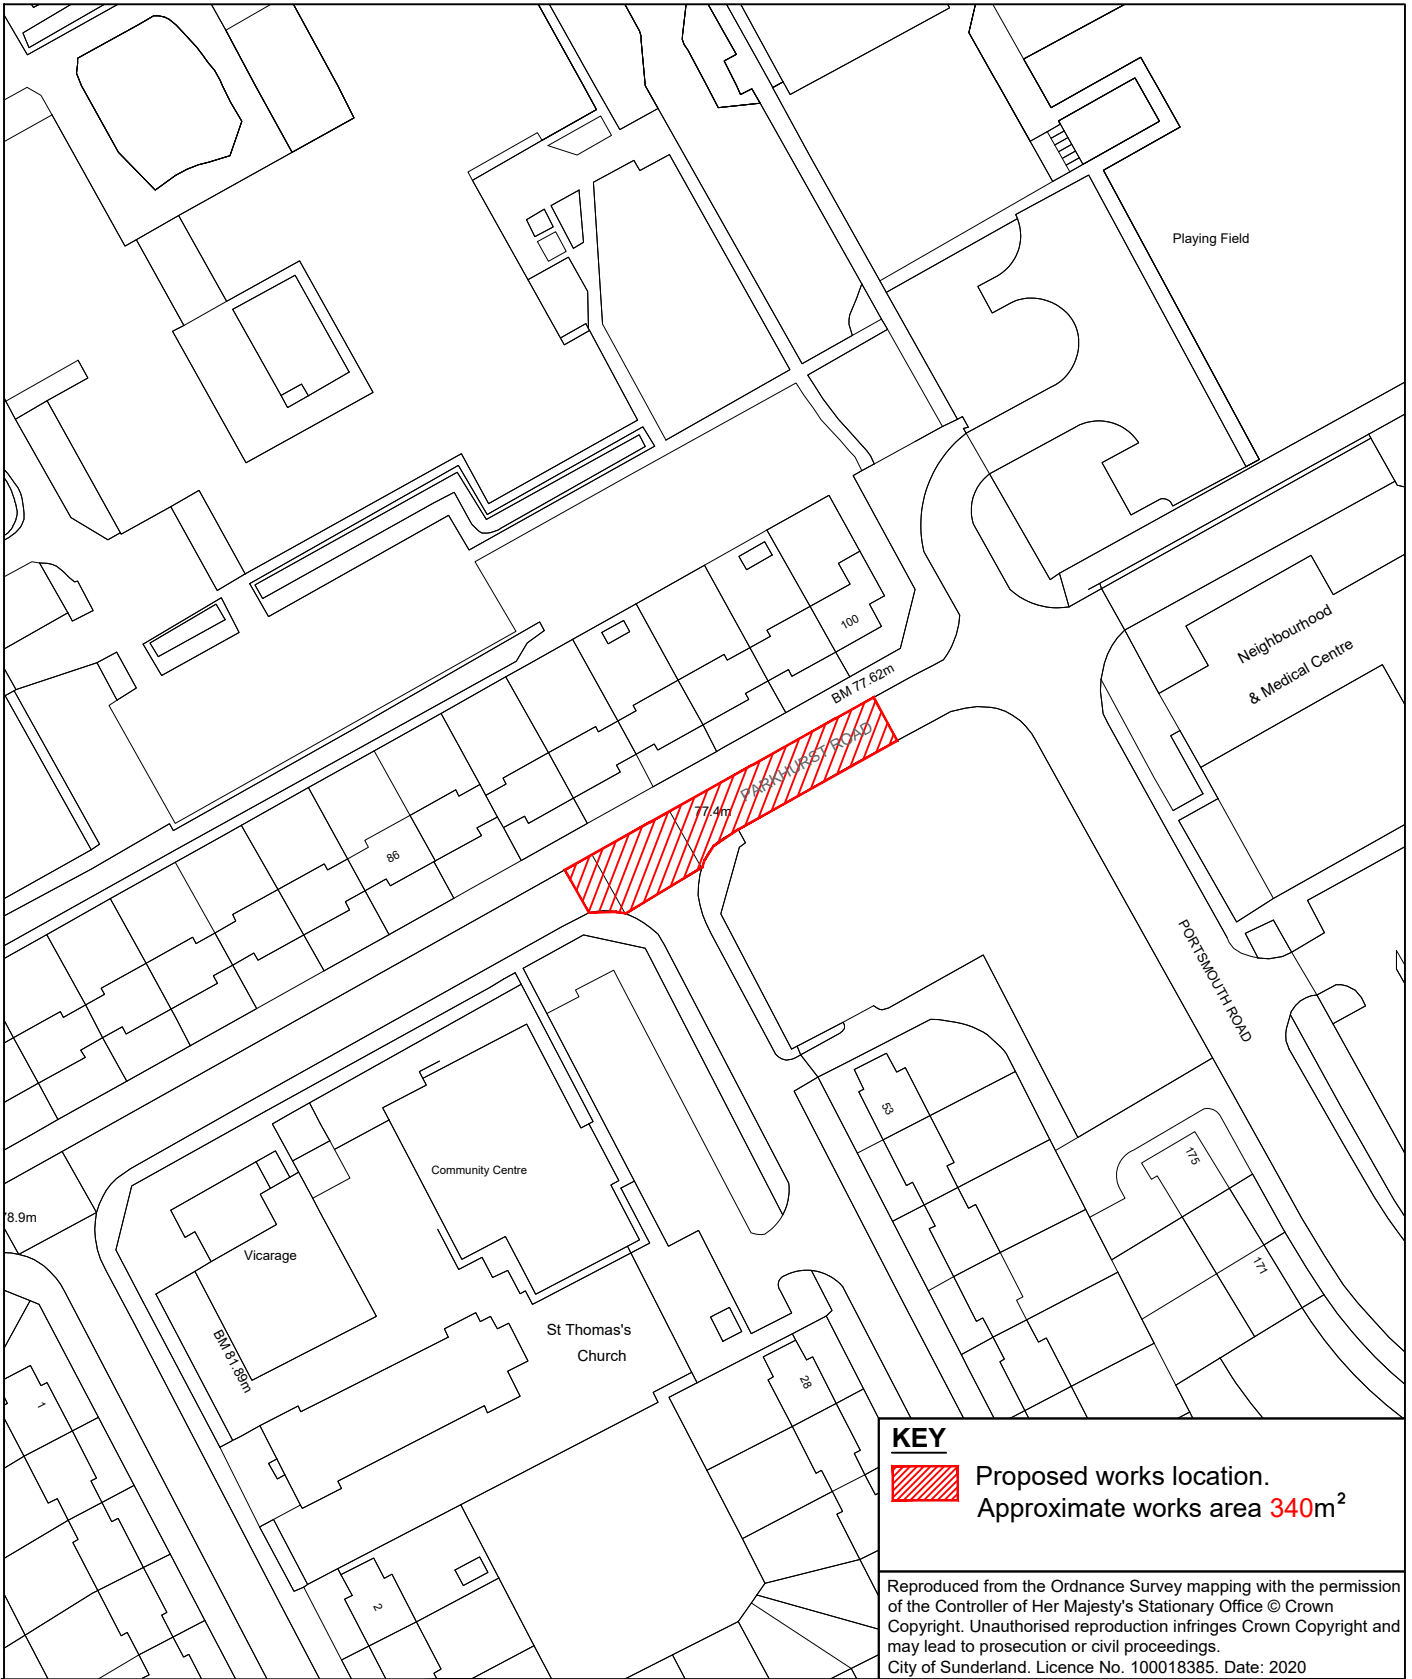 Playing Field
Neighbourhood
& Medical Centre
100
BM 77.62m
PARKHURST ROAD
77.4m
86
PORTSMOUTH ROAD
53
Community Centre
175
78.9m
Vicarage
171
BM 81.89m
St Thomas's
Church
28
1
2
KEY
Proposed works location.
Approximate works area 340m²
Reproduced from the Ordnance Survey mapping with the permission
of the Controller of Her Majesty's Stationary Office © Crown
Copyright. Unauthorised reproduction infringes Crown Copyright and
may lead to prosecution or civil proceedings.
City of Sunderland. Licence No. 100018385. Date: 2020